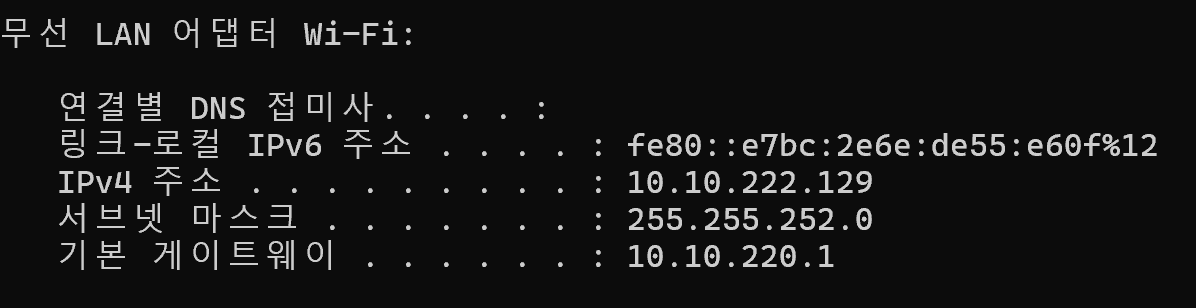 무선 LAN 어댑터 Wi-Fi:
연결별 DNS 접미사. . . . :
링크-로컬 IPv6 주소 . . . . : fe80::e7bc:2e6e:de55:e60f%12
IPv4 주소 . . . . . . . . . : 10.10.222.129
서브넷 마스크 . . . . . . . : 255.255.252.0
기본 게이트웨이 . . . . . . : 10.10.220.1